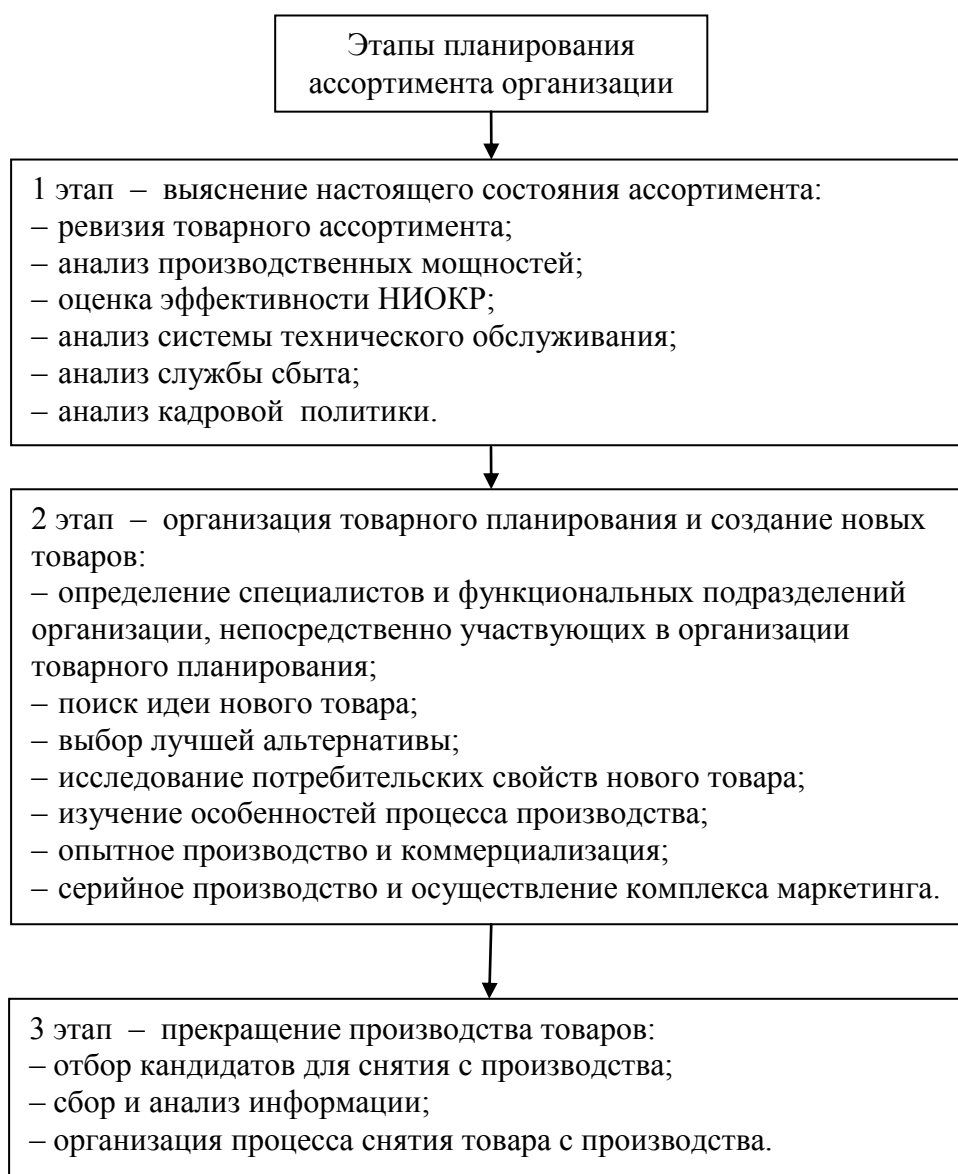 Этапы планирования
ассортимента организации
1 этап – выяснение настоящего состояния ассортимента:
– ревизия товарного ассортимента;
– анализ производственных мощностей;
– оценка эффективности НИОКР;
– анализ системы технического обслуживания;
– анализ службы сбыта;
– анализ кадровой политики.
2 этап – организация товарного планирования и создание новых
товаров:
– определение специалистов и функциональных подразделений
организации, непосредственно участвующих в организации
товарного планирования;
– поиск идеи нового товара;
– выбор лучшей альтернативы;
– исследование потребительских свойств нового товара;
– изучение особенностей процесса производства;
– опытное производство и коммерциализация;
– серийное производство и осуществление комплекса маркетинга.
3 этап – прекращение производства товаров:
– отбор кандидатов для снятия с производства;
– сбор и анализ информации;
– организация процесса снятия товара с производства.